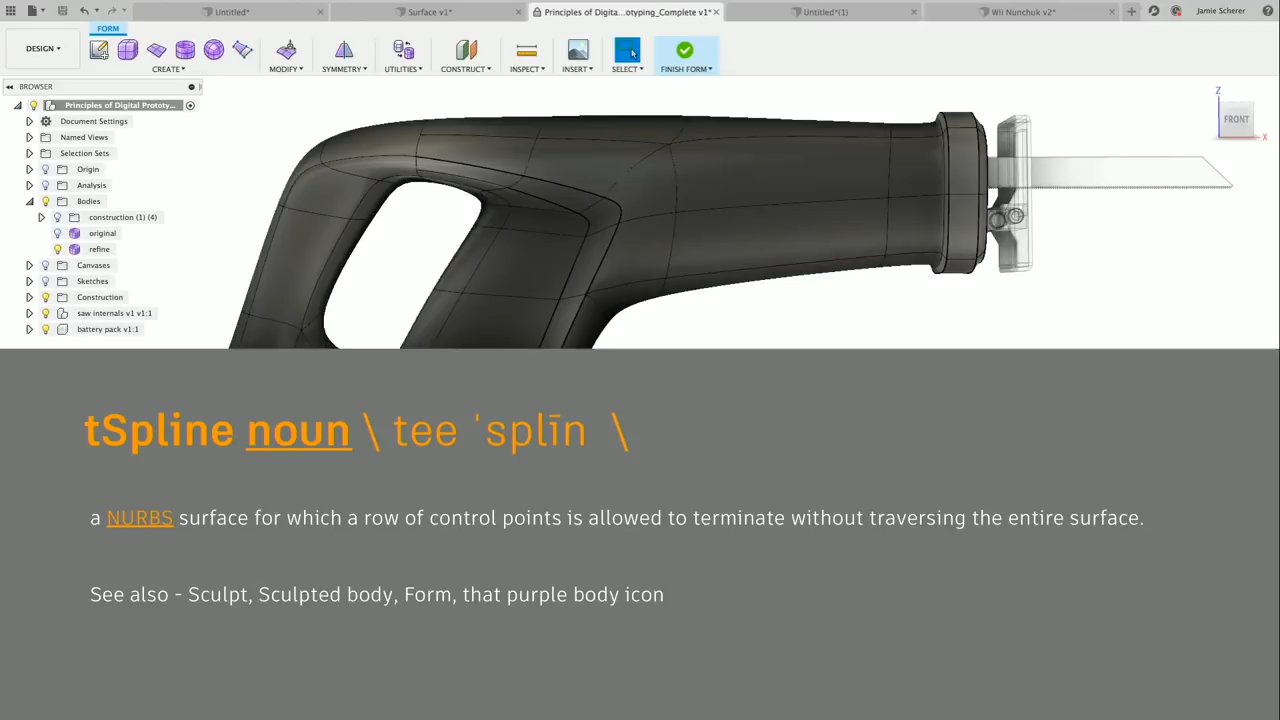 Untitled*
Surface v1*
Principles of Digita...otyping_Complete v1*
Untitled*(1)
Wii Nunchuk v2*
Jamie Scherer
FORM
DESIGN
CREATE
MODIFY
SYMMETRY
UTILITIES
CONSTRUCT
INSPECT
INSERT
SELECT
FINISH FORM
BROWSER
Principles of Digital Prototy...
Document Settings
Named Views
Selection Sets
Origin
Analysis
Bodies
construction (1) (4)
original
refine
Canvases
Sketches
Construction
saw internals v1 v1:1
battery pack v1:1
Z
FRONT
X
tSpline noun \ tee ˈsplīn \
a NURBS surface for which a row of control points is allowed to terminate without traversing the entire surface.
See also - Sculpt, Sculpted body, Form, that purple body icon